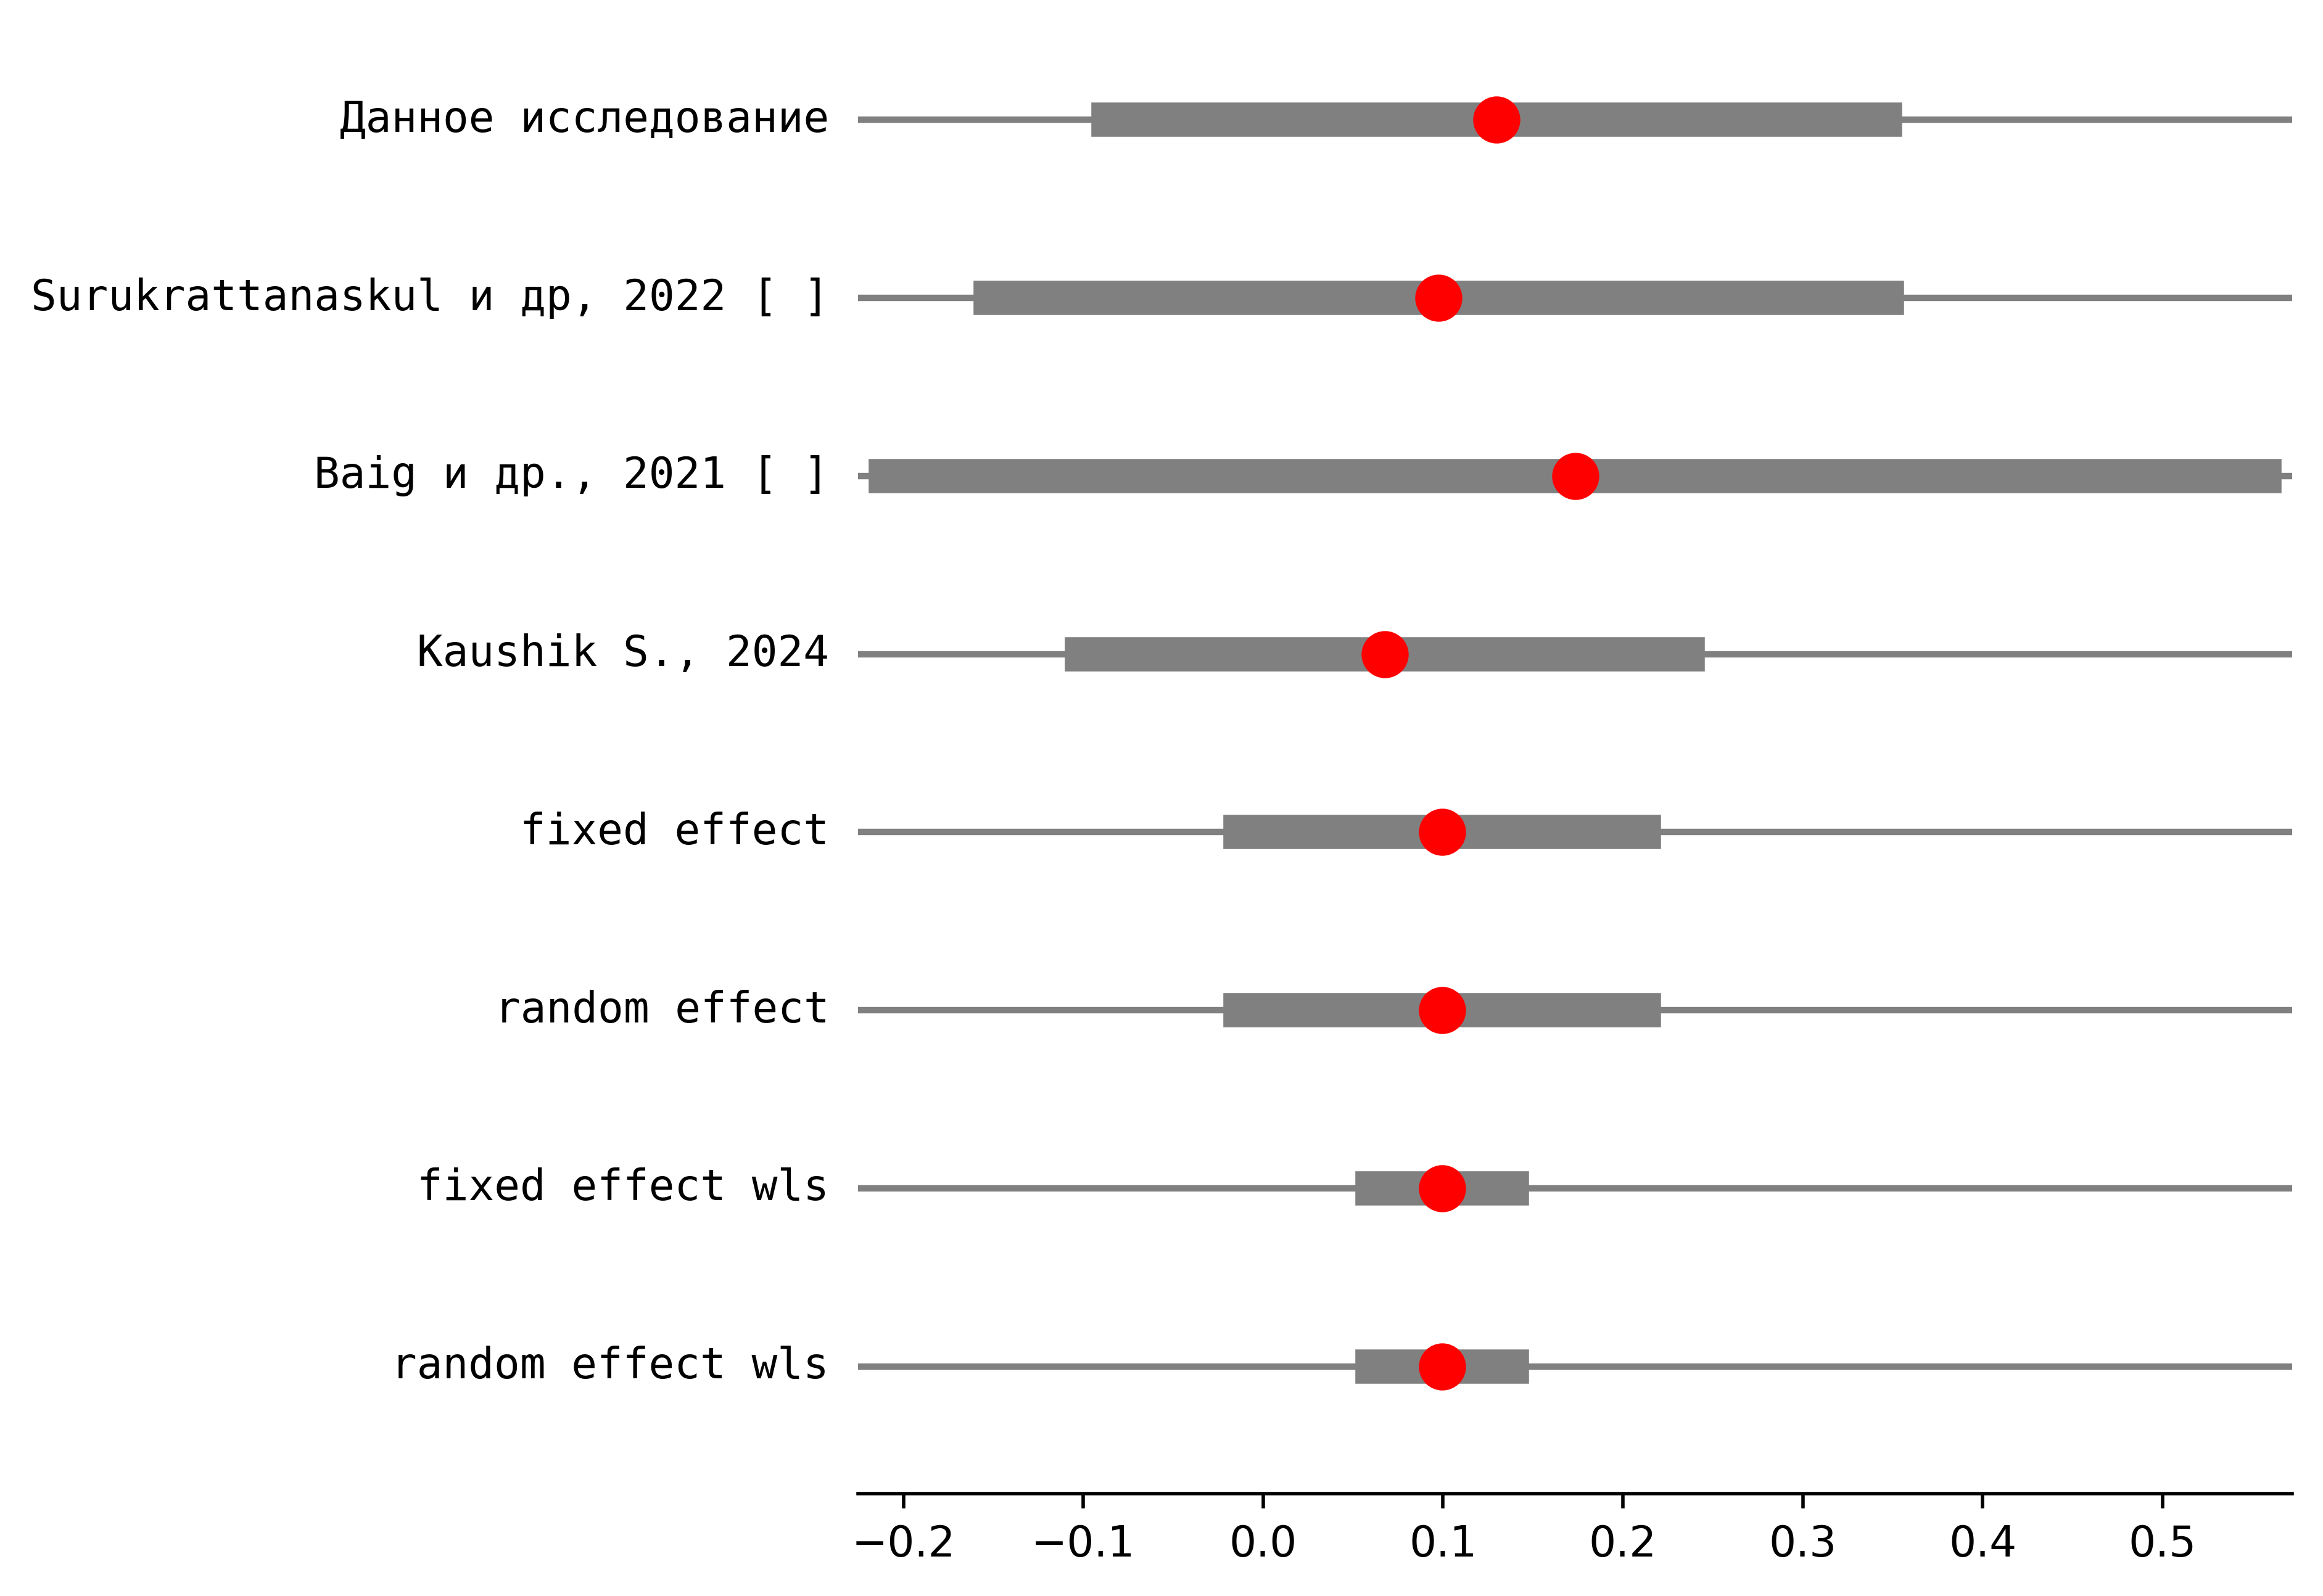 Данное исследование
Surukrattanaskul и др, 2022 [ ]
Baig и др., 2021 [ ]
Kaushik S., 2024
fixed effect
random effect
fixed effect wls
random effect wls
−0.2 −0.1 0.0 0.1 0.2 0.3 0.4 0.5